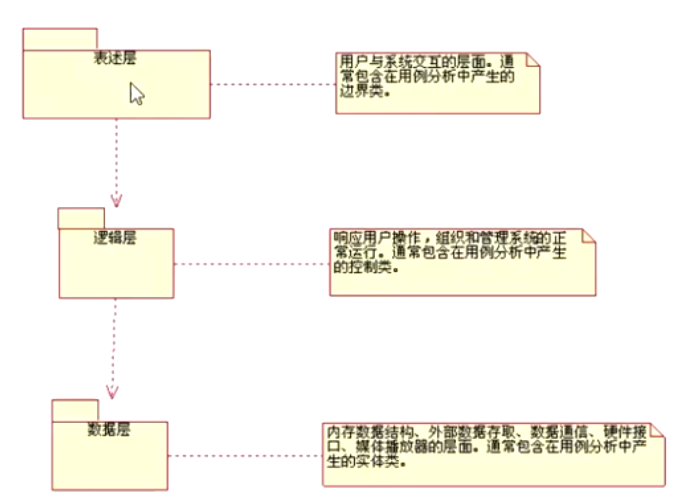 表述层
用户与系统交互的层面。通
常包含在用例分析中产生的
边界类。
逻辑层
响应用户操作，组织和管理系统的正
常运行。通常包含在用例分析中产生
的控制类。
数据层
内存数据结构、外部数据存取、数据通信、硬件接
口、媒体播放器的层面。通常包含在用例分析中产
生的实体类。